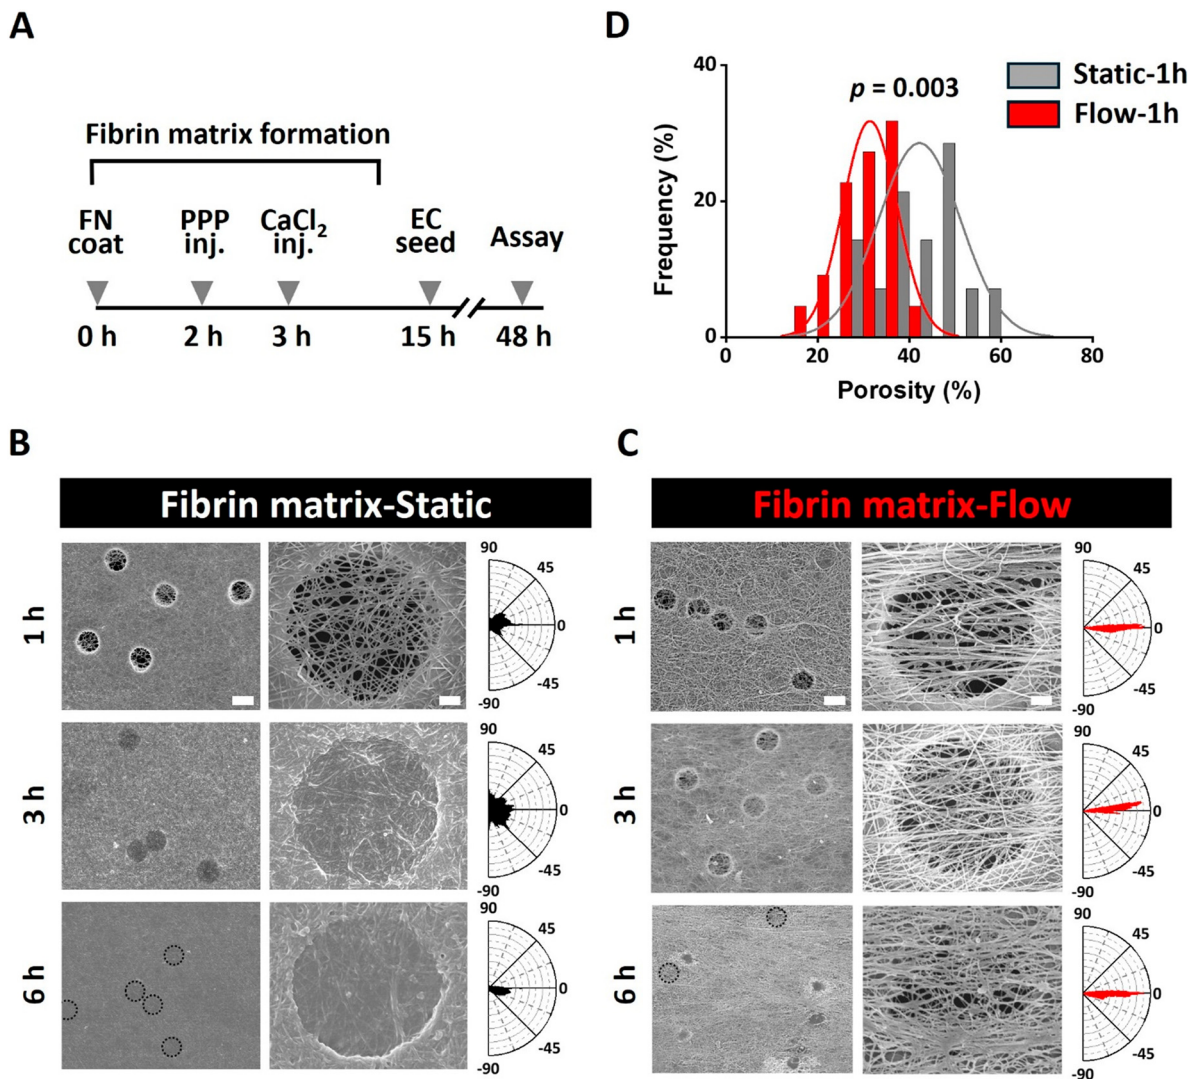 A
Fibrin matrix formation
FN coat
PPP inj.
CaCl2 inj.
EC seed
Assay
0 h
2 h
3 h
15 h
48 h
D
Static-1h
Flow-1h
p = 0.003
Frequency (%)
40
20
0
0
20
40
60
80
Porosity (%)
B
Fibrin matrix-Static
1 h
90
45
0
-45
-90
3 h
90
45
0
-45
-90
6 h
90
45
0
-45
-90
C
Fibrin matrix-Flow
1 h
90
45
0
-45
-90
3 h
90
45
0
-45
-90
6 h
90
45
0
-45
-90